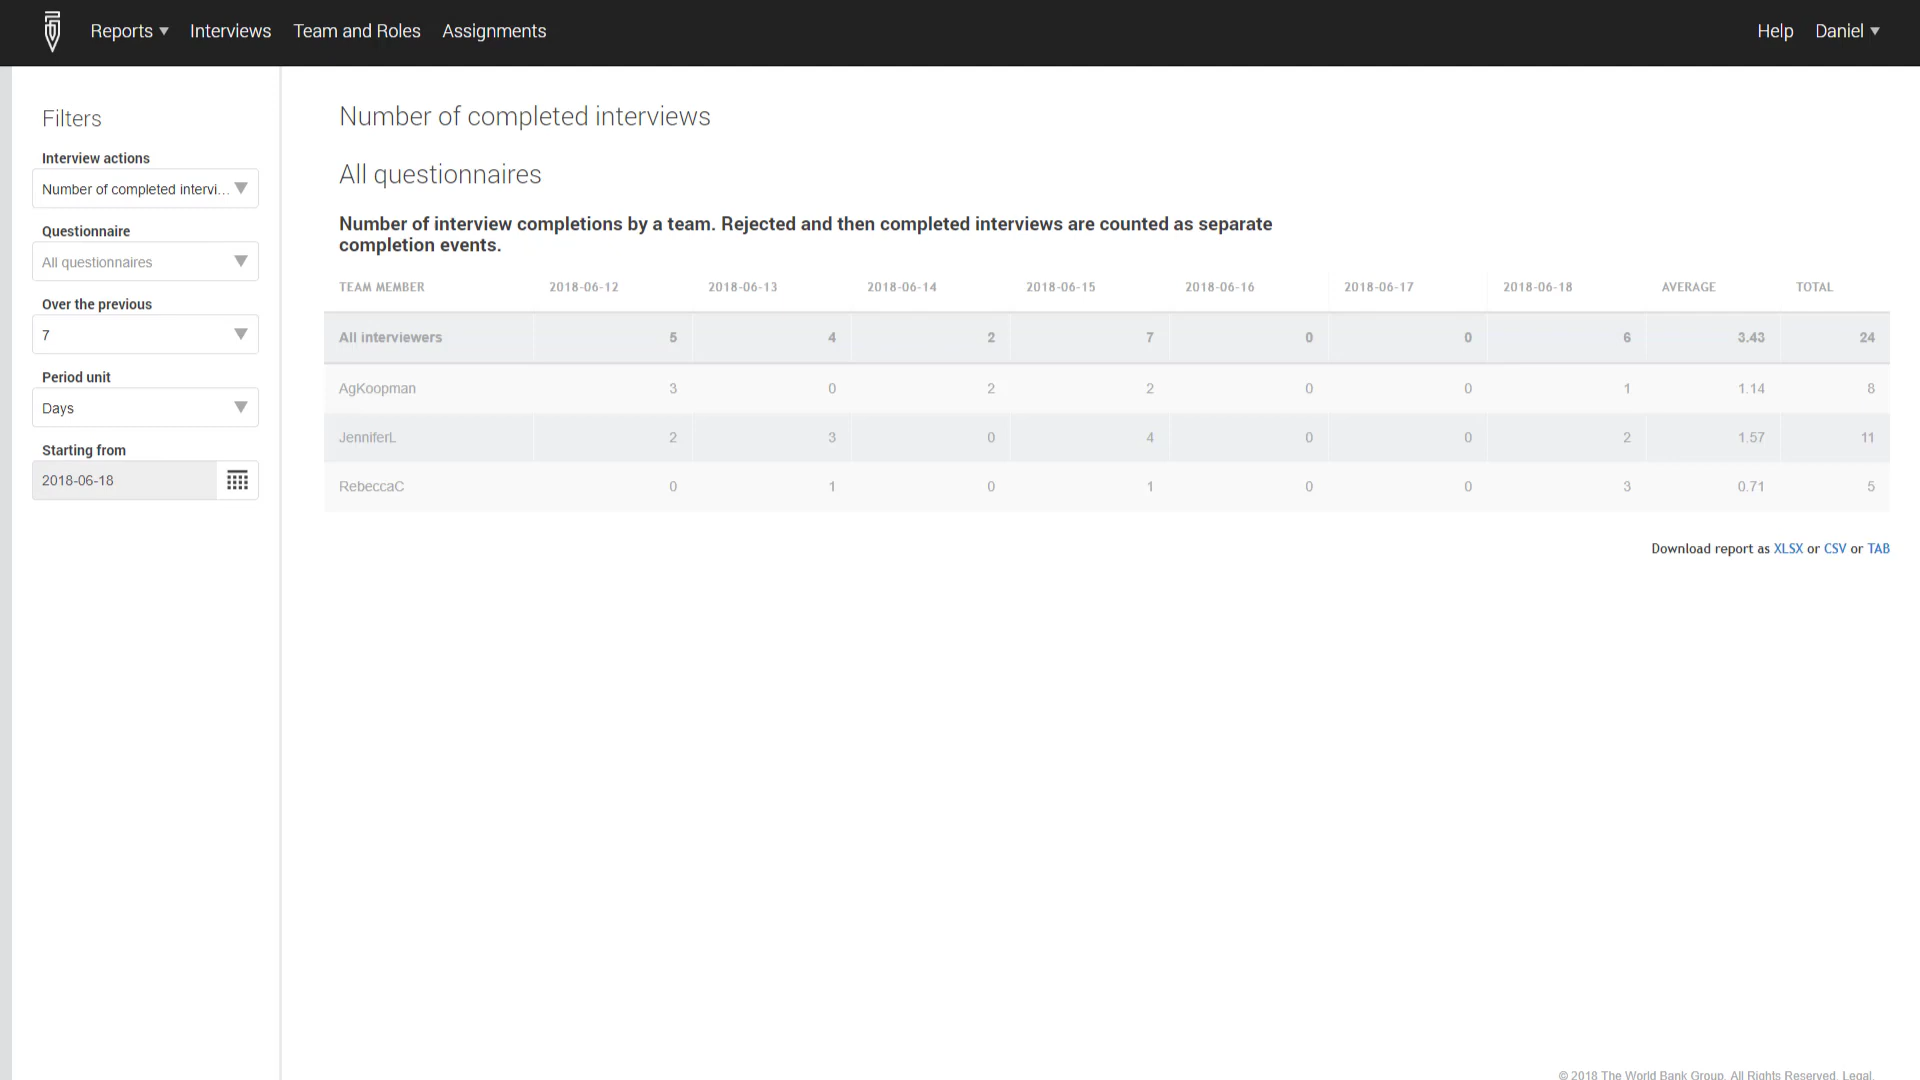 Reports Interviews Team and Roles Assignments Help Daniel
Filters
Interview actions
Number of completed intervi...
Questionnaire
All questionnaires
Over the previous
7
Period unit
Days
Starting from
2018-06-18
Number of completed interviews
All questionnaires
Number of interview completions by a team. Rejected and then completed interviews are counted as separate
completion events.
TEAM MEMBER 2018-06-12 2018-06-13 2018-06-14 2018-06-15 2018-06-16 2018-06-17 2018-06-18 AVERAGE TOTAL
All interviewers 5 4 2 7 0 0 6 3.43 24
AgKoopman 3 0 2 2 0 0 1 1.14 8
JenniferL 2 3 0 4 0 0 2 1.57 11
RebeccaC 0 1 0 1 0 0 3 0.71 5
Download report as XLSX or CSV or TAB
© 2018 The World Bank Group. All Rights Reserved. Legal.